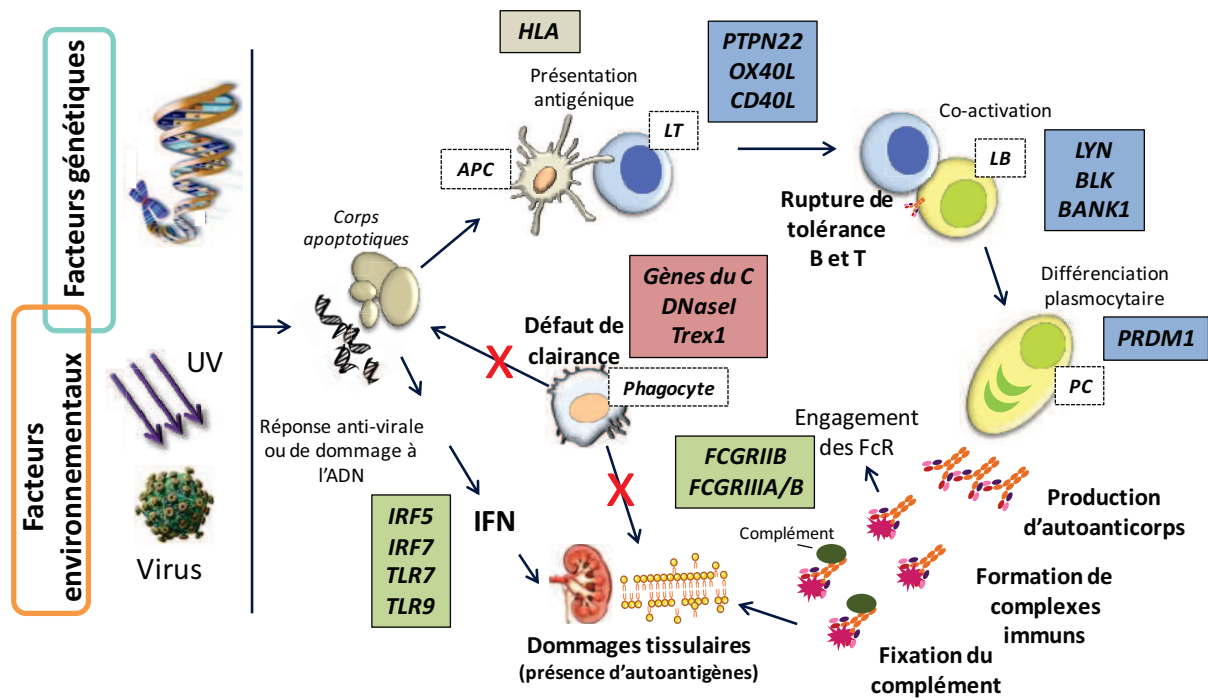 Facteurs génétiques
Facteurs
environnementaux
UV
Virus
Corps
apoptotiques
Réponse anti-virale
ou de dommage à
l'ADN
HLA
Présentation
antigénique
APC
LT
PTPN22
OX40L
CD40L
Co-activation
LB
Rupture de
tolérance
B et T
LYN
BLK
BANK1
Différenciation
plasmocytaire
PRDM1
PC
Gènes du C
DNaseI
Trex1
Défaut de
clairance
Phagocyte
X
X
Engagement
des FcR
FCGRIIB
FCGRIIIA/B
IRF5
IRF7
TLR7
TLR9
IFN
Complément
Production
d'autoanticorps
Formation de
complexes
immuns
Fixation du
complément
Dommages tissulaires
(présence d'autoantigènes)